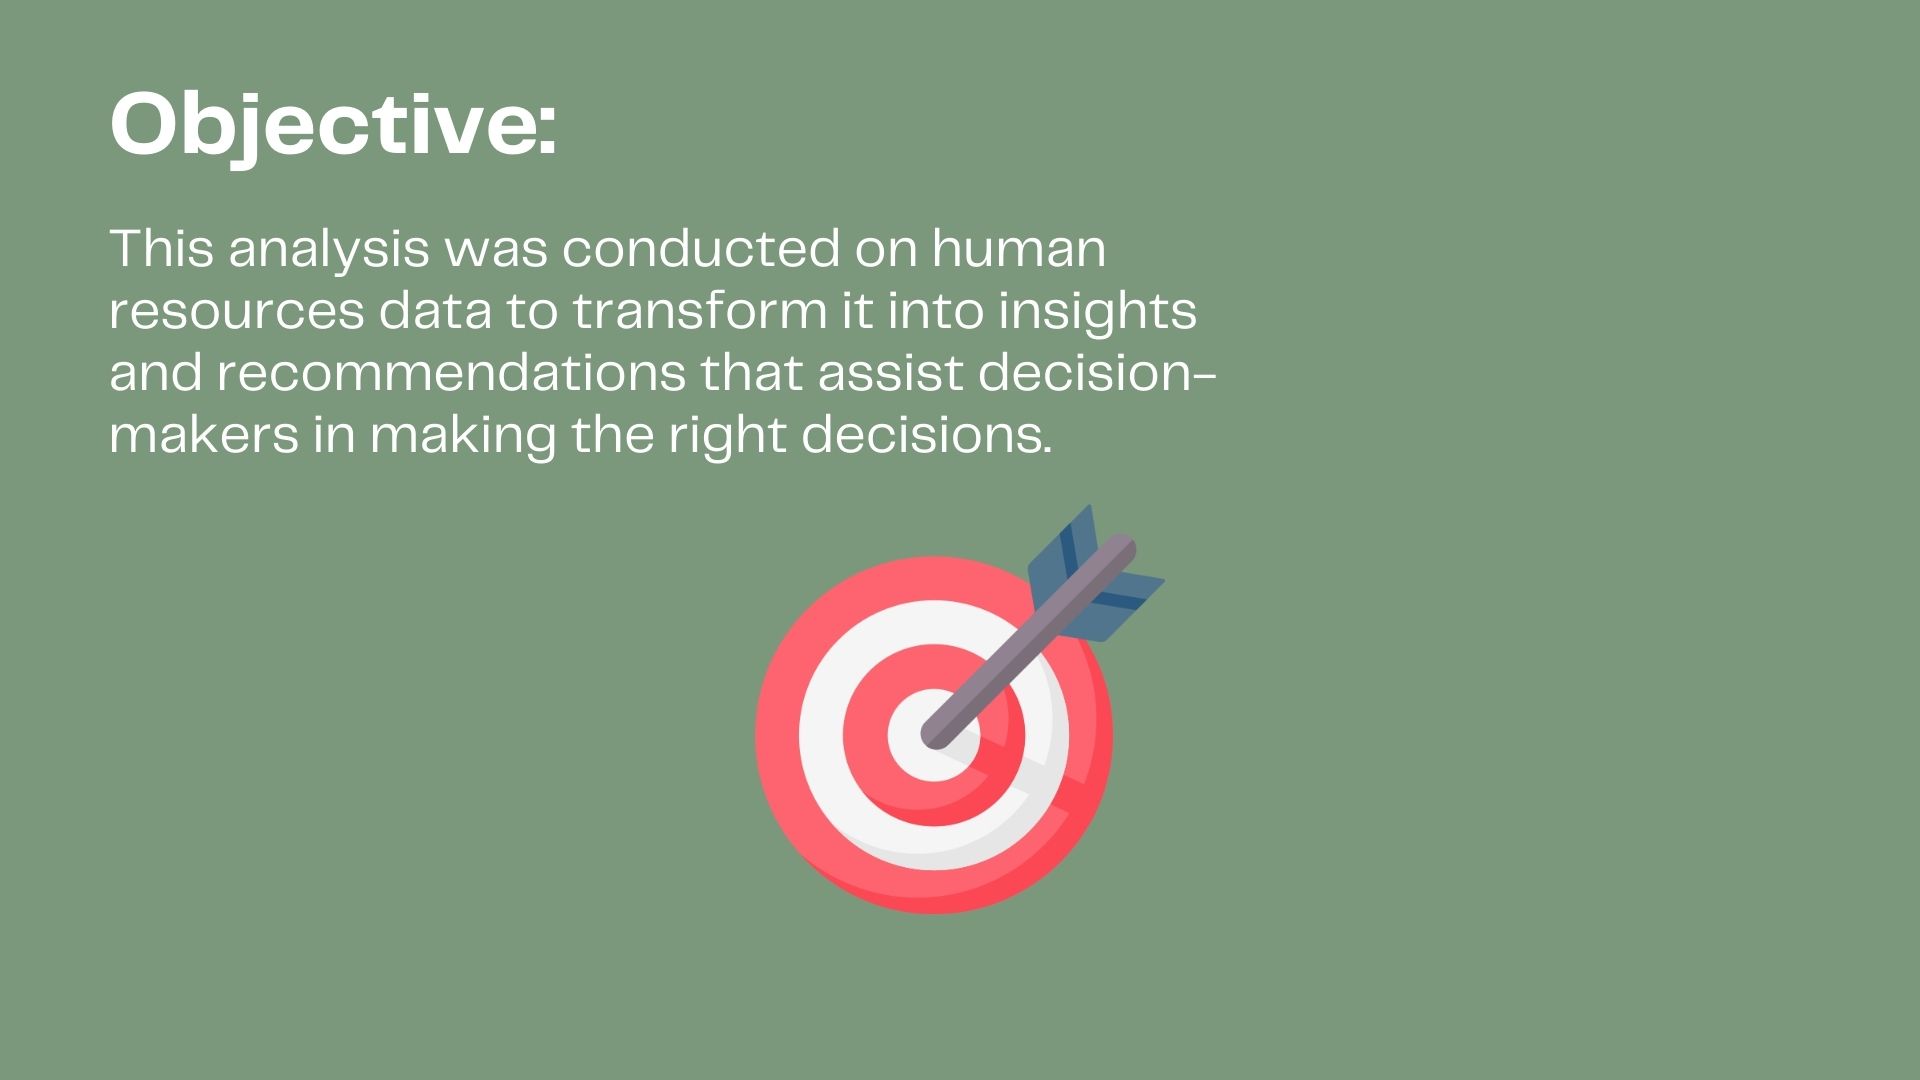 Objective:
This analysis was conducted on human
resources data to transform it into insights
and recommendations that assist decision-
makers in making the right decisions.